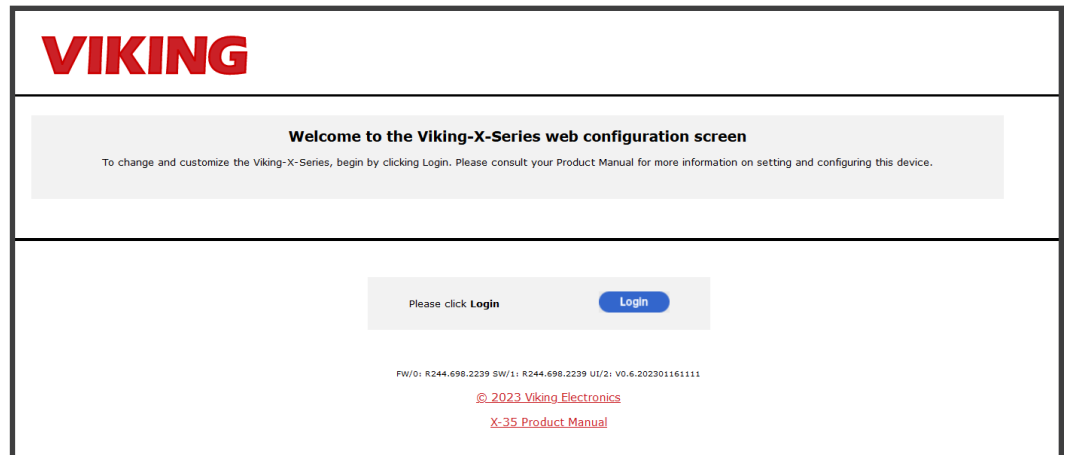 VIKING
Welcome to the Viking-X-Series web configuration screen
To change and customize the Viking-X-Series, begin by clicking Login. Please consult your Product Manual for more information on setting and configuring this device.
Please click Login
Login
FW/0: R244.698.2239 SW/1: R244.698.2239 UI/2: V0.6.202301161111
© 2023 Viking Electronics
X-35 Product Manual